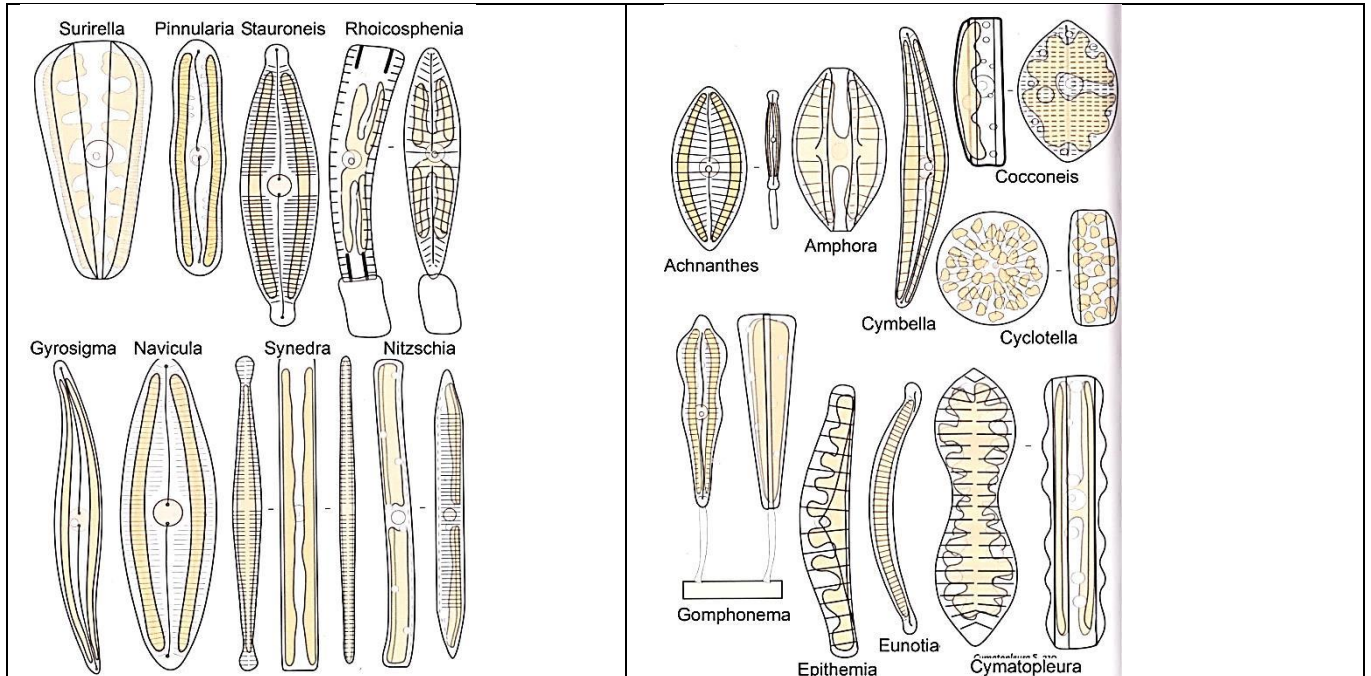 Surirella Pinnularia Stauroneis Rhoicosphenia
Gyrosigma Navicula Synedra Nitzschia
Cocconeis
Achnanthes Amphora
Cymbella Cyclotella
Gomphonema
Eunotia
Epithemia Cymatopleura